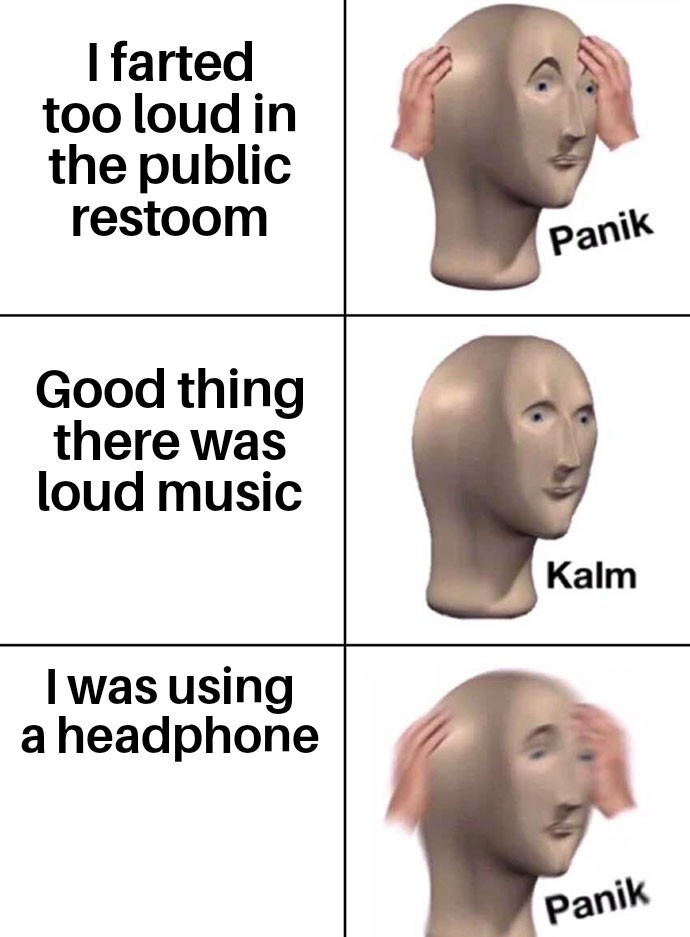 I farted
too loud in
the public
restoom
Panik
Good thing
there was
loud music
Kalm
I was using
a headphone
Panik